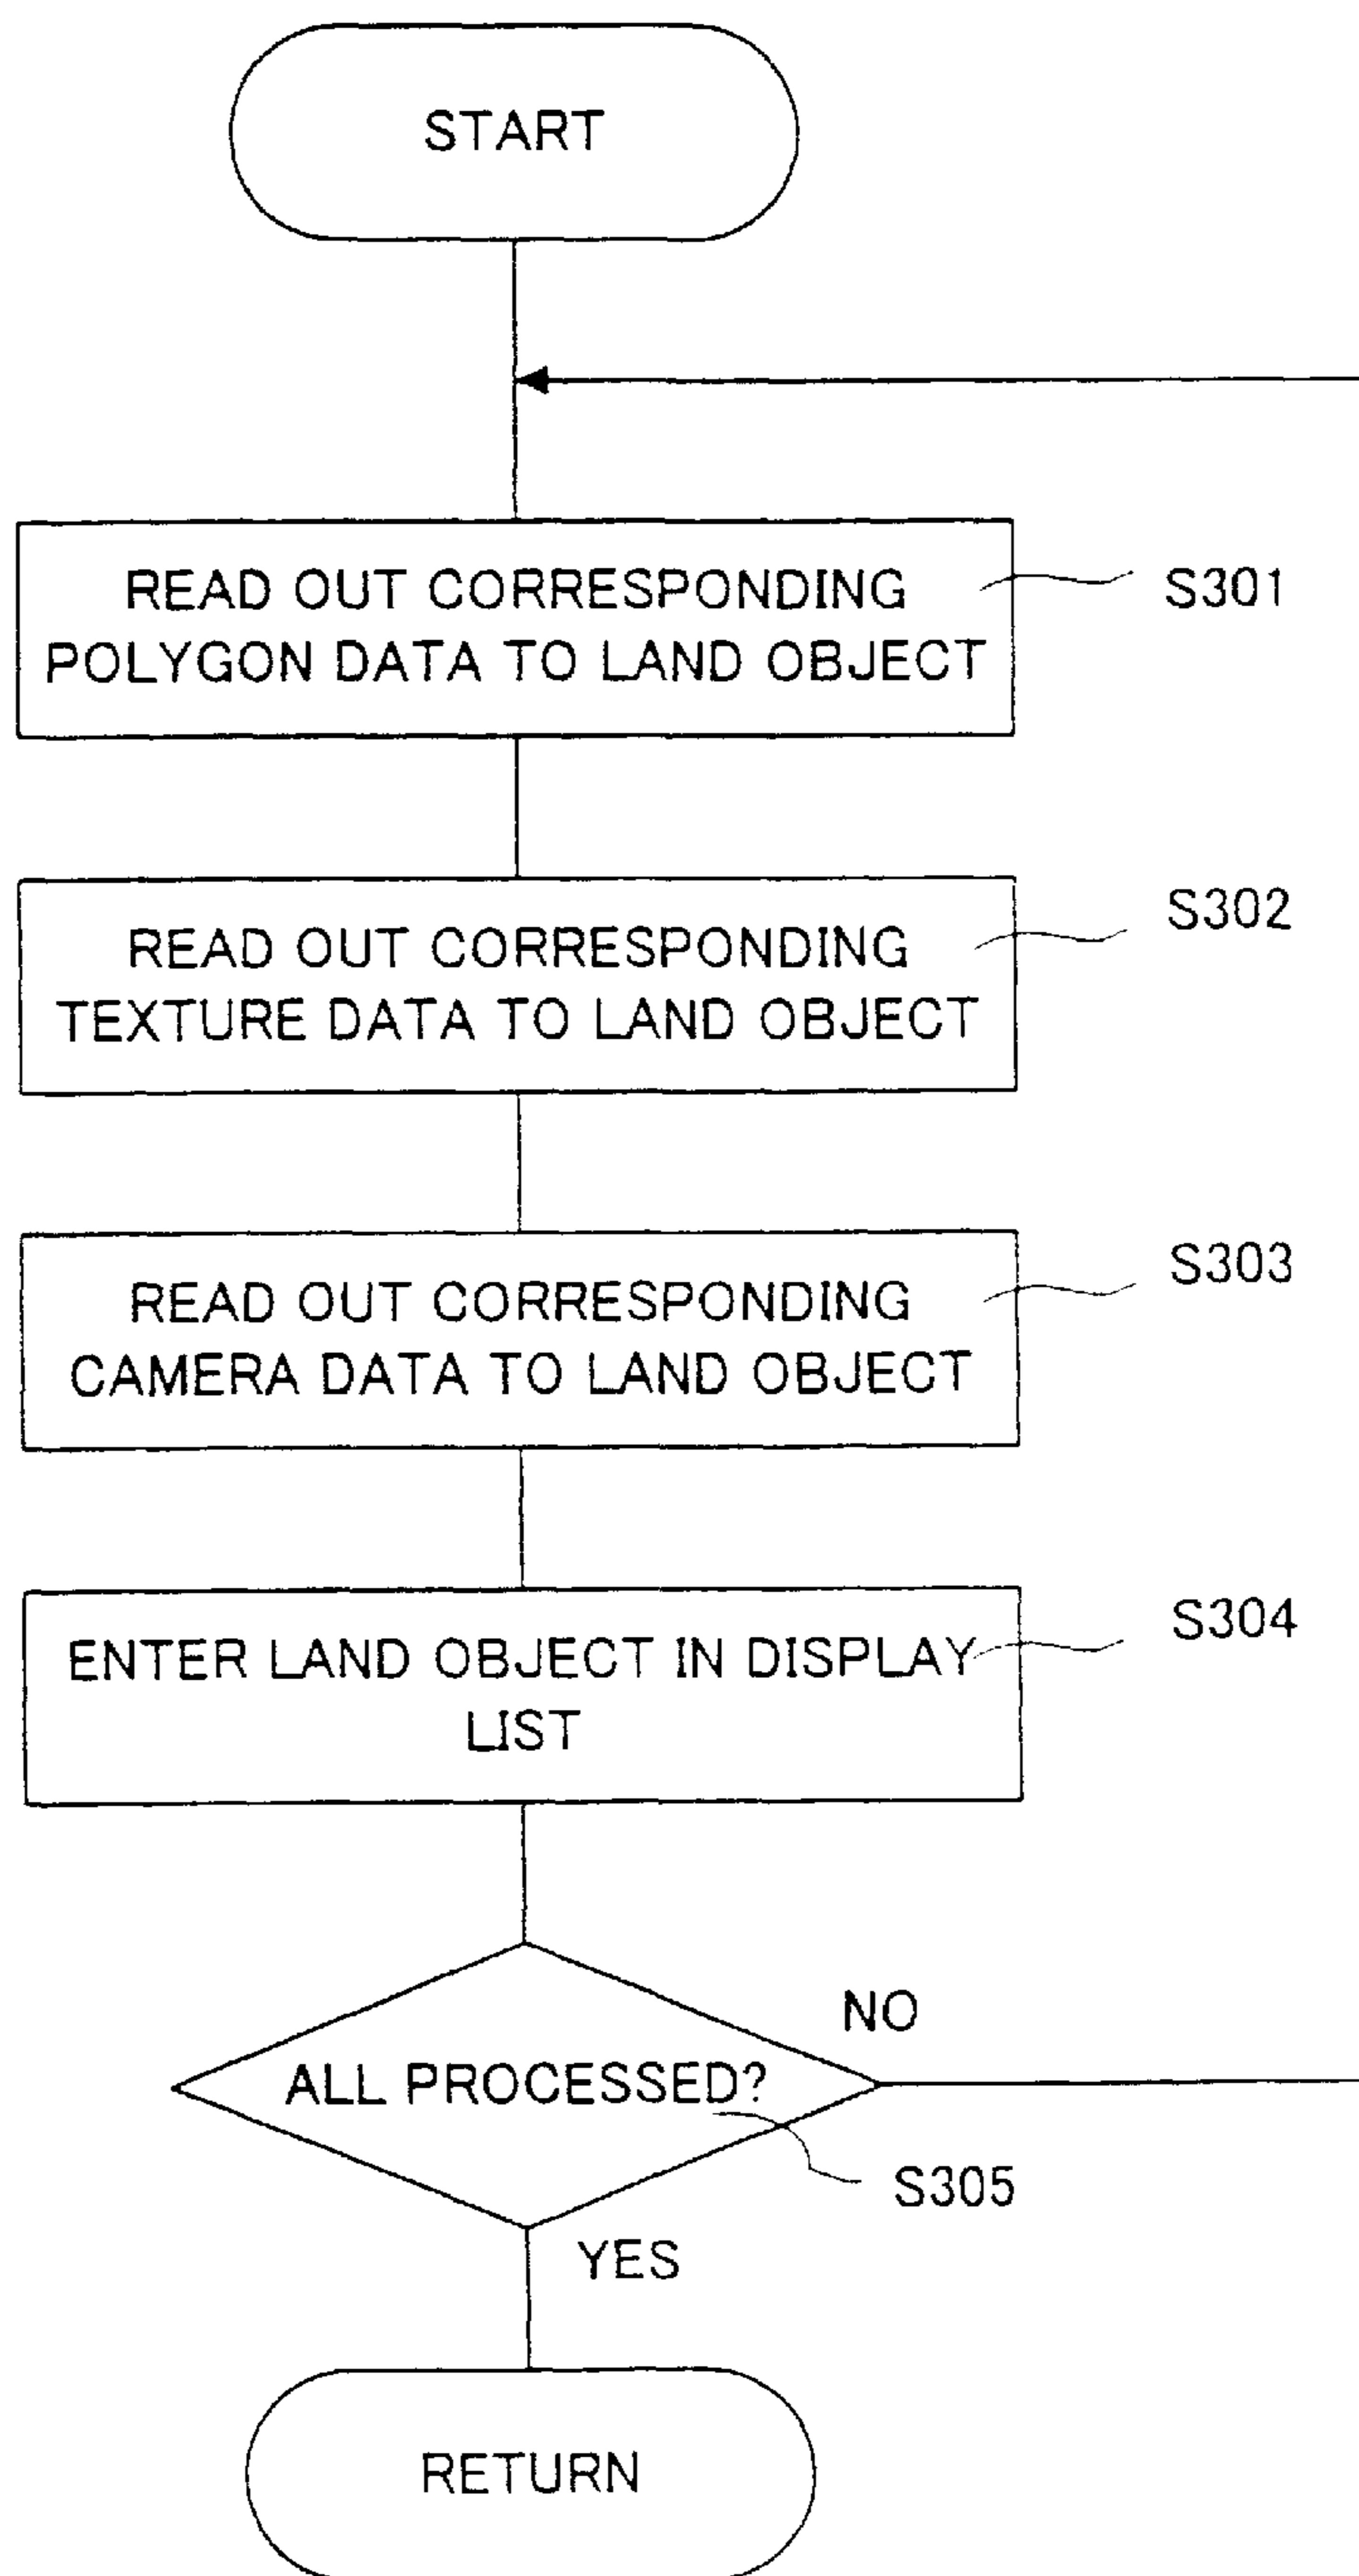 START
READ OUT CORRESPONDING
POLYGON DATA TO LAND OBJECT
S301
READ OUT CORRESPONDING
TEXTURE DATA TO LAND OBJECT
S302
READ OUT CORRESPONDING
CAMERA DATA TO LAND OBJECT
S303
ENTER LAND OBJECT IN DISPLAY
LIST
S304
ALL PROCESSED?
NO
S305
YES
RETURN